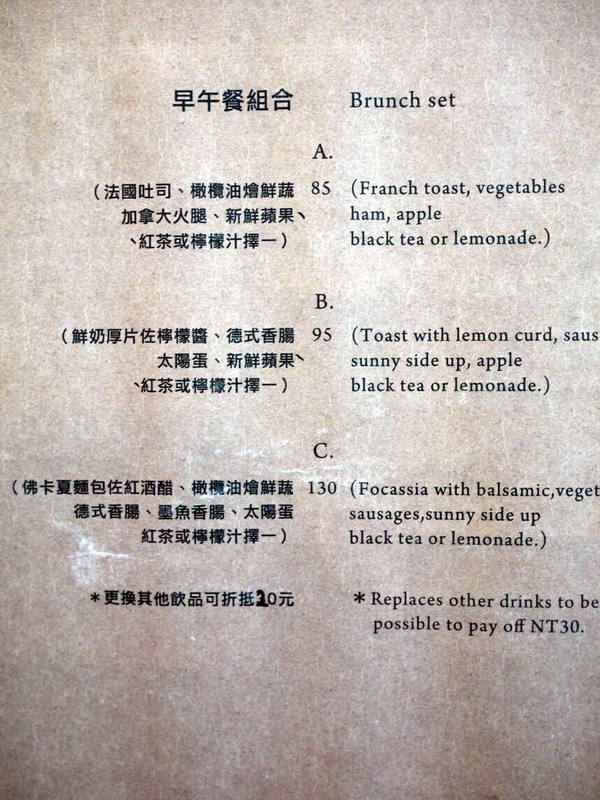 早午餐組合 Brunch set
A.
（法國吐司、橄欖油燴鮮蔬 85 (Franch toast, vegetables
加拿大火腿、新鮮蘋果、 ham, apple
、紅茶或檸檬汁擇一） black tea or lemonade.)
B.
（鮮奶厚片佐檸檬醬、德式香腸 95 (Toast with lemon curd, saus
太陽蛋、新鮮蘋果、 sunny side up, apple
、紅茶或檸檬汁擇一） black tea or lemonade.)
C.
（佛卡夏麵包佐紅酒醋、橄欖油燴鮮蔬 130 (Focassia with balsamic,veget
德式香腸、墨魚香腸、太陽蛋 sausages,sunny side up
紅茶或檸檬汁擇一） black tea or lemonade.)
＊更換其他飲品可折抵30元 * Replaces other drinks to be
possible to pay off NT30.